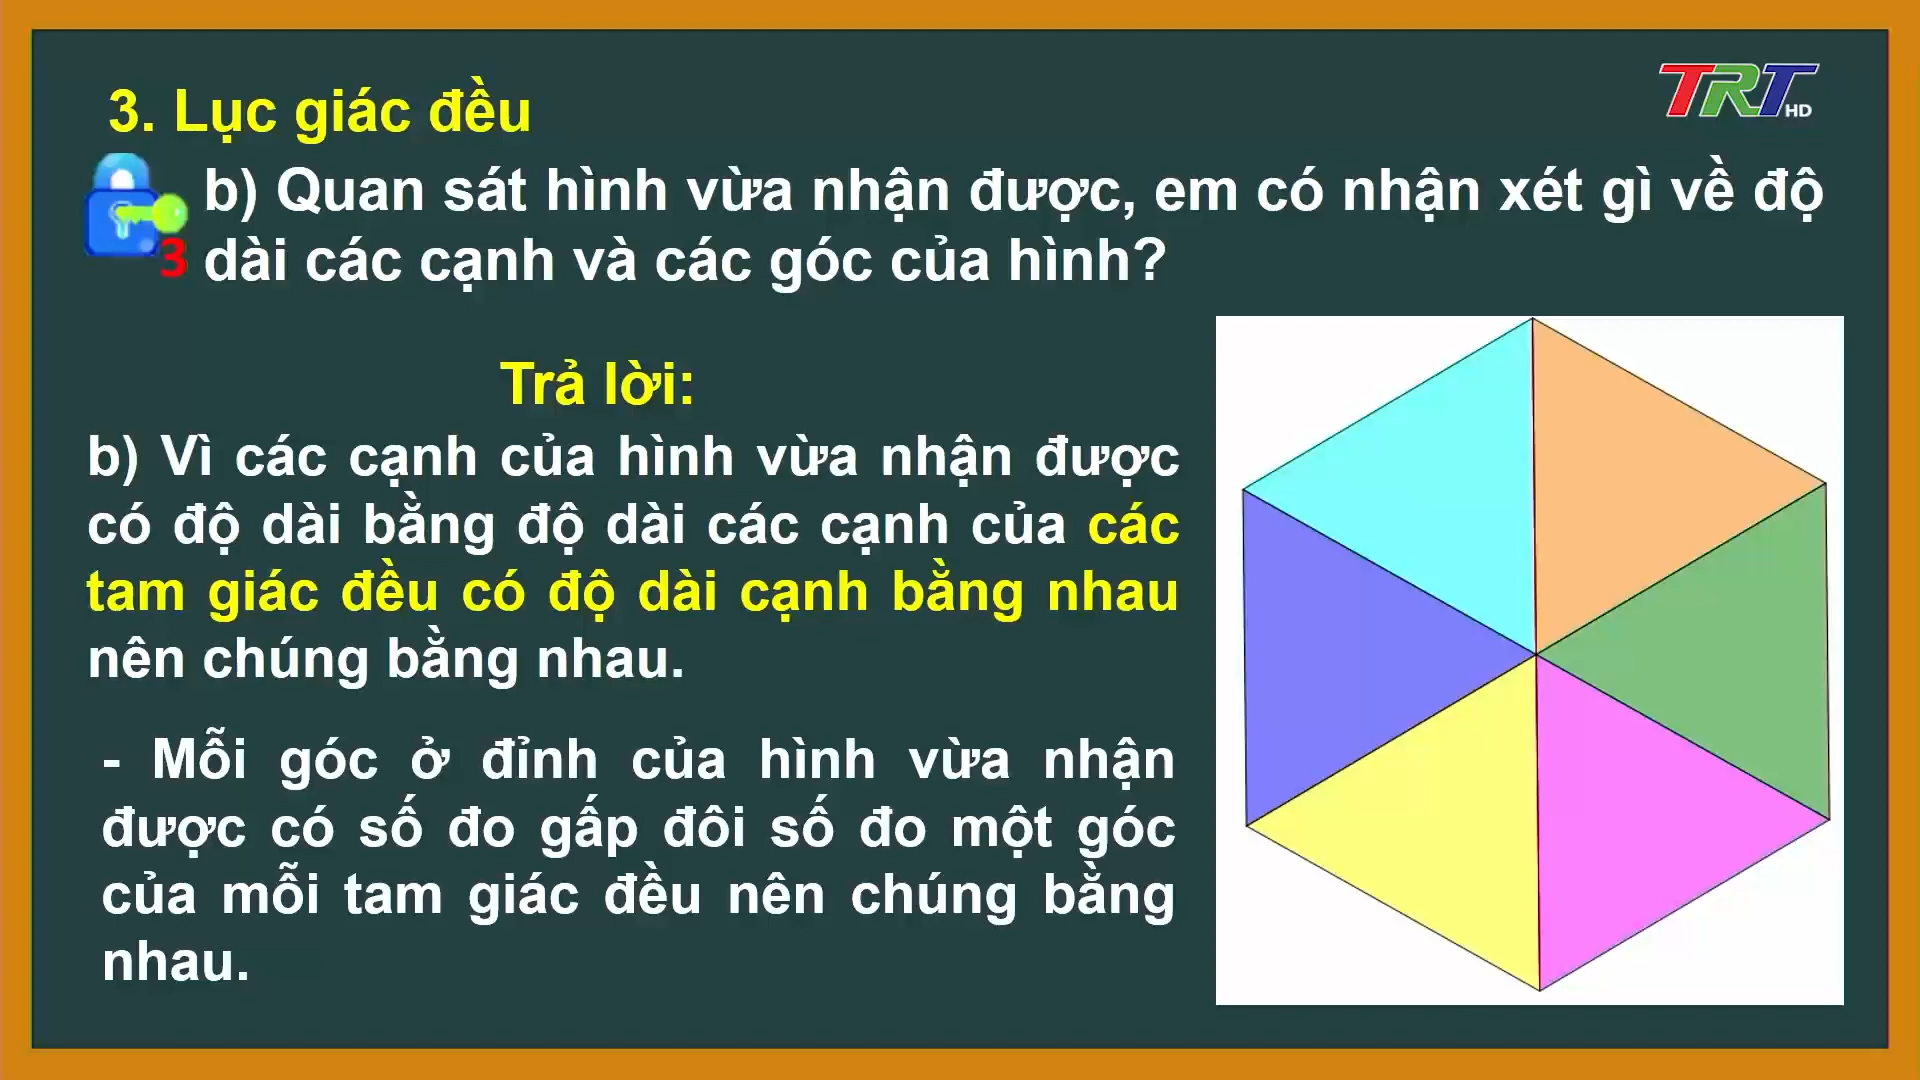 3. Lục giác đều
TRT HD
b) Quan sát hình vừa nhận được, em có nhận xét gì về độ
3 dài các cạnh và các góc của hình?
Trả lời:
b) Vì các cạnh của hình vừa nhận được
có độ dài bằng độ dài các cạnh của các
tam giác đều có độ dài cạnh bằng nhau
nên chúng bằng nhau.
- Mỗi góc ở đỉnh của hình vừa nhận
được có số đo gấp đôi số đo một góc
của mỗi tam giác đều nên chúng bằng
nhau.